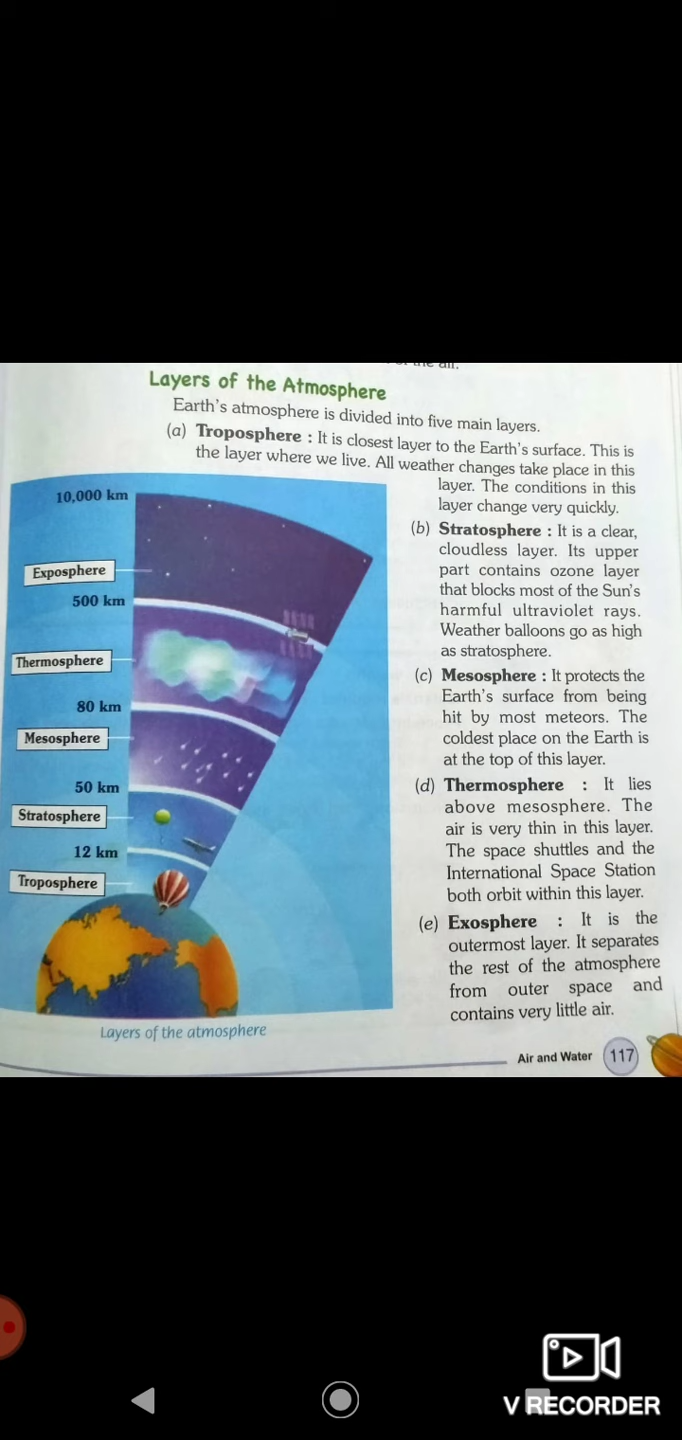 Layers of the Atmosphere
Earth's atmosphere is divided into five main layers.
(a) Troposphere : It is closest layer to the Earth's surface. This is
the layer where we live. All weather changes take place in this
layer. The conditions in this
layer change very quickly.
(b) Stratosphere : It is a clear,
cloudless layer. Its upper
part contains ozone layer
that blocks most of the Sun's
harmful ultraviolet rays.
Weather balloons go as high
as stratosphere.
(c) Mesosphere : It protects the
Earth's surface from being
hit by most meteors. The
coldest place on the Earth is
at the top of this layer.
(d) Thermosphere : It lies
above mesosphere. The
air is very thin in this layer.
The space shuttles and the
International Space Station
both orbit within this layer.
(e) Exosphere : It is the
outermost layer. It separates
the rest of the atmosphere
from outer space and
contains very little air.
10,000 km
Exposphere
500 km
Thermosphere
80 km
Mesosphere
50 km
Stratosphere
12 km
Troposphere
Layers of the atmosphere
Air and Water 117
V RECORDER